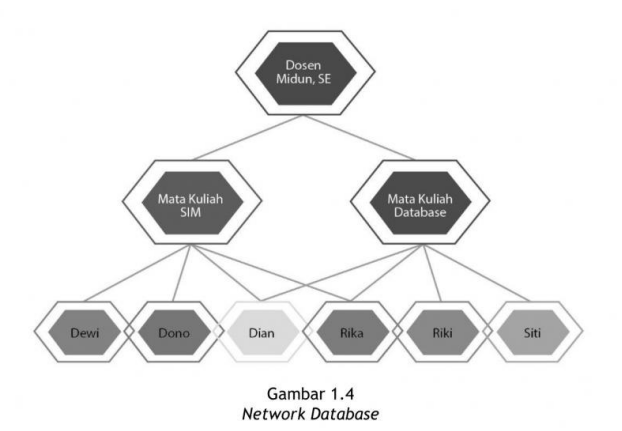 Dosen
Midun, SE
Mata Kuliah
SIM
Mata Kuliah
Database
Dewi
Dono
Dian
Rika
Riki
Siti
Gambar 1.4
Network Database